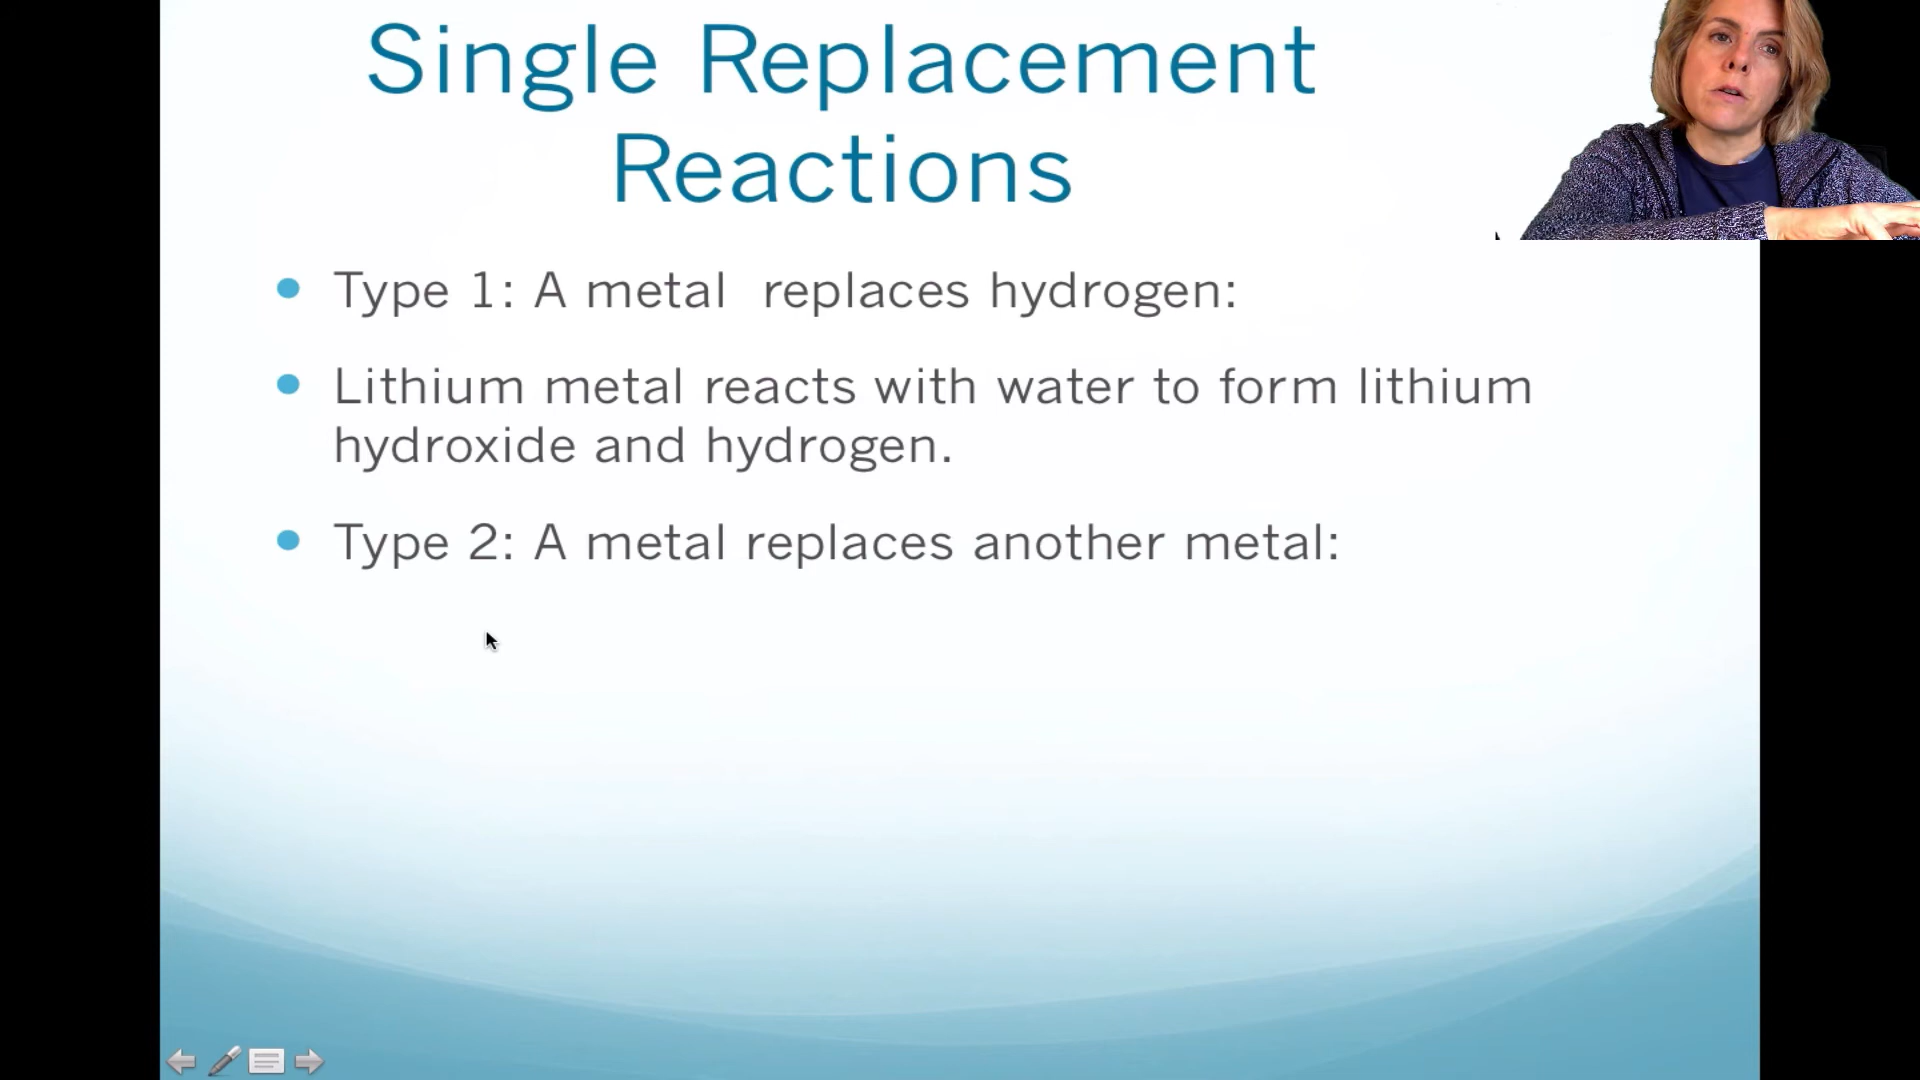 Single Replacement
Reactions
Type 1: A metal  replaces hydrogen:
Lithium metal reacts with water to form lithium
hydroxide and hydrogen.
Type 2: A metal replaces another metal: